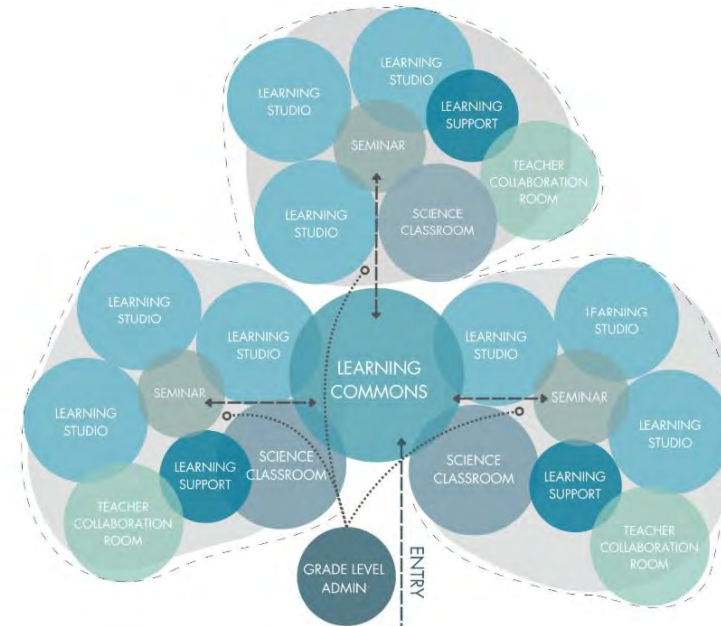 LEARNING
STUDIO
LEARNING
STUDIO
LEARNING
SUPPORT
SEMINAR
TEACHER
COLLABORATION
ROOM
LEARNING
STUDIO
SCIENCE
CLASSROOM
LEARNING
STUDIO
LEARNING
STUDIO
SEMINAR
LEARNING
STUDIO
LEARNING
SUPPORT
SCIENCE
CLASSROOM
TEACHER
COLLABORATION
ROOM
LEARNING
COMMONS
LEARNING
STUDIO
LEARNING
STUDIO
SEMINAR
LEARNING
STUDIO
SCIENCE
CLASSROOM
LEARNING
SUPPORT
TEACHER
COLLABORATION
ROOM
GRADE LEVEL
ADMIN
ENTRY